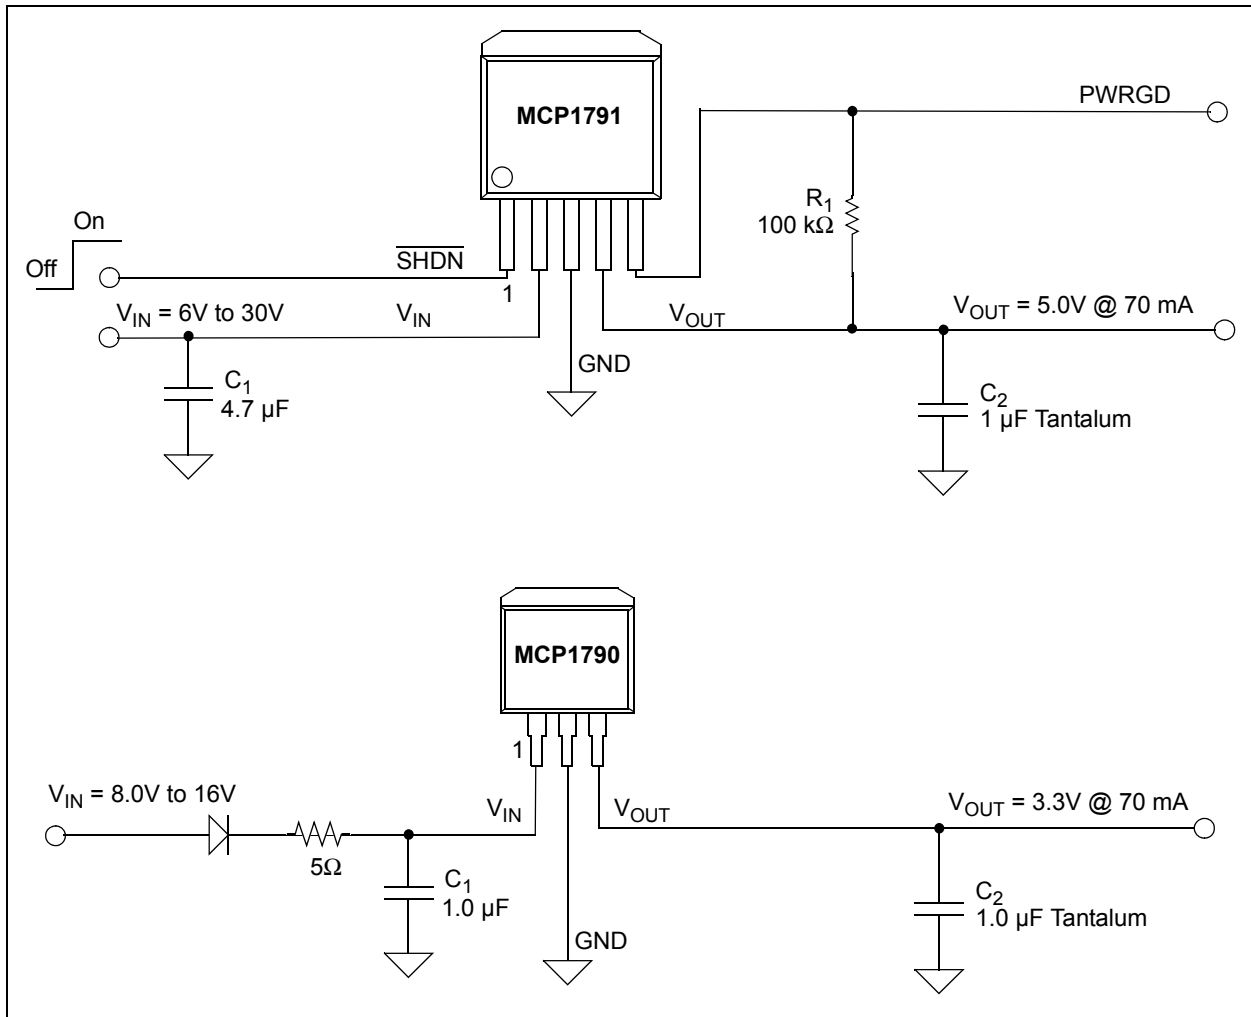 MCP1791
PWRGD
R1
100 kΩ
On
Off
SHDN
1
VIN = 6V to 30V
VIN
VOUT
VOUT = 5.0V @ 70 mA
GND
C1
4.7 µF
C2
1 µF Tantalum
MCP1790
1
VIN = 8.0V to 16V
VIN
VOUT
VOUT = 3.3V @ 70 mA
5Ω
C1
1.0 µF
GND
C2
1.0 µF Tantalum